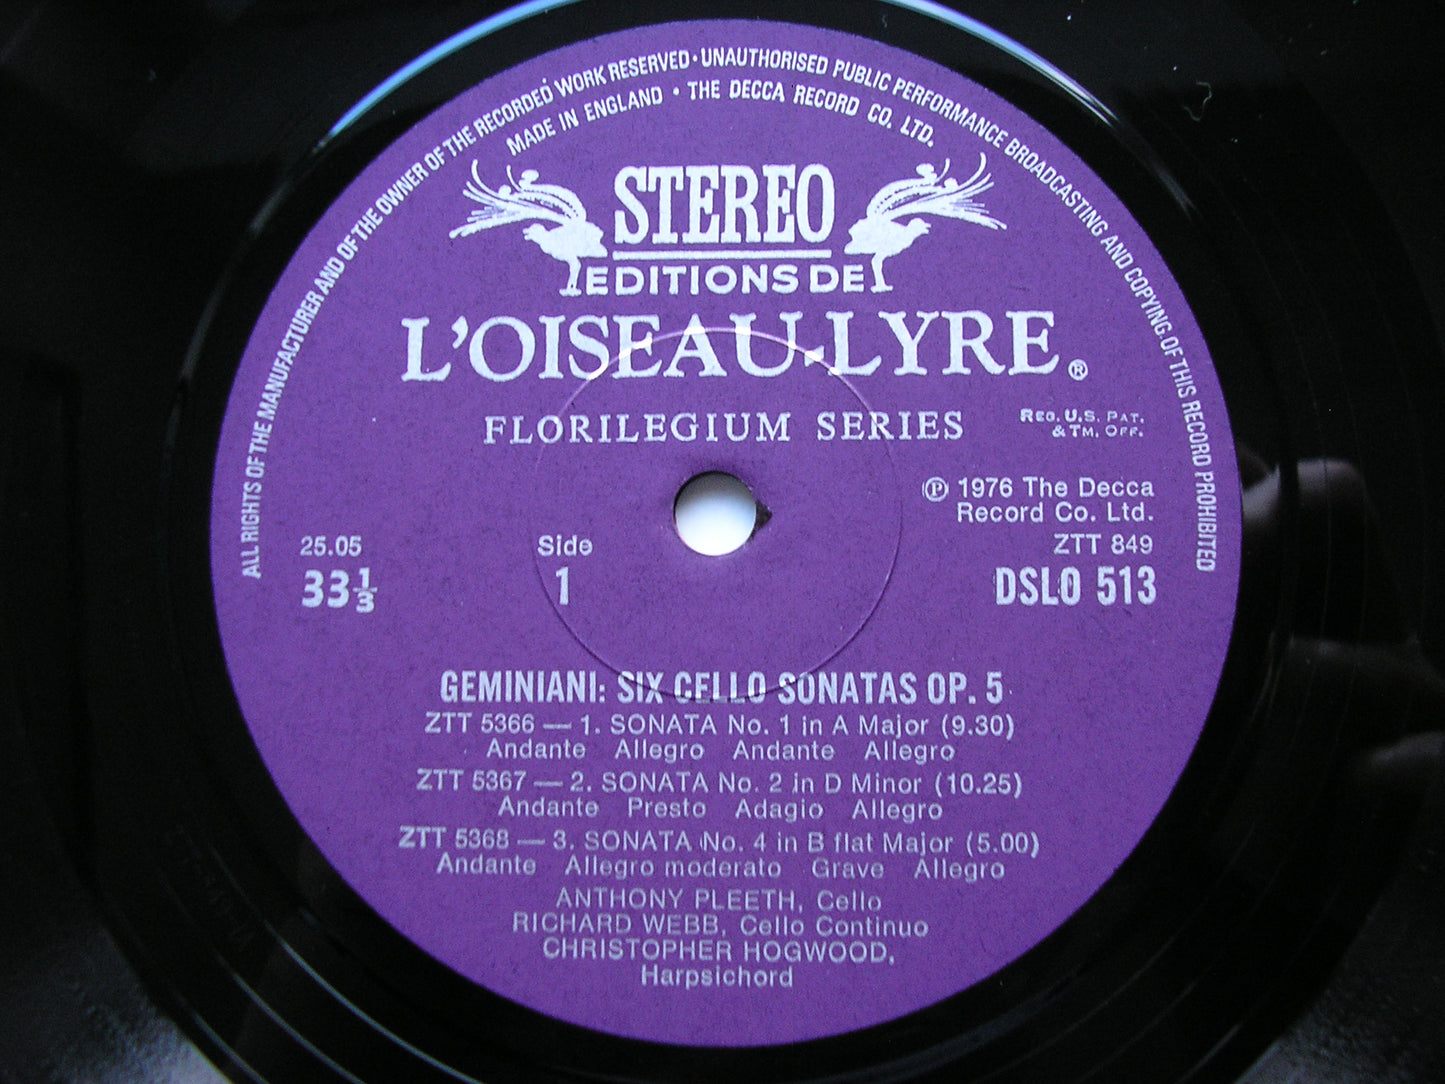 ALL RIGHTS OF THE MANUFACTURER AND OF THE OWNER OF THE RECORDED WORK RESERVED · UNAUTHORISED PUBLIC PERFORMANCE BROADCASTING AND COPYING OF THIS RECORD PROHIBITED
MADE IN ENGLAND · THE DECCA RECORD CO. LTD.
STEREO
EDITIONS DE
L'OISEAU-LYRE ®
FLORILEGIUM SERIES
REG. U.S. PAT.
& TM. OFF.
Ⓟ 1976 The Decca
Record Co. Ltd.
25.05 Side ZTT 849
33⅓ 1 DSLO 513
GEMINIANI: SIX CELLO SONATAS OP. 5
ZTT 5366 — 1. SONATA No. 1 in A Major (9.30)
Andante Allegro Andante Allegro
ZTT 5367 — 2. SONATA No. 2 in D Minor (10.25)
Andante Presto Adagio Allegro
ZTT 5368 — 3. SONATA No. 4 in B flat Major (5.00)
Andante Allegro moderato Grave Allegro
ANTHONY PLEETH, Cello
RICHARD WEBB, Cello Continuo
CHRISTOPHER HOGWOOD,
Harpsichord